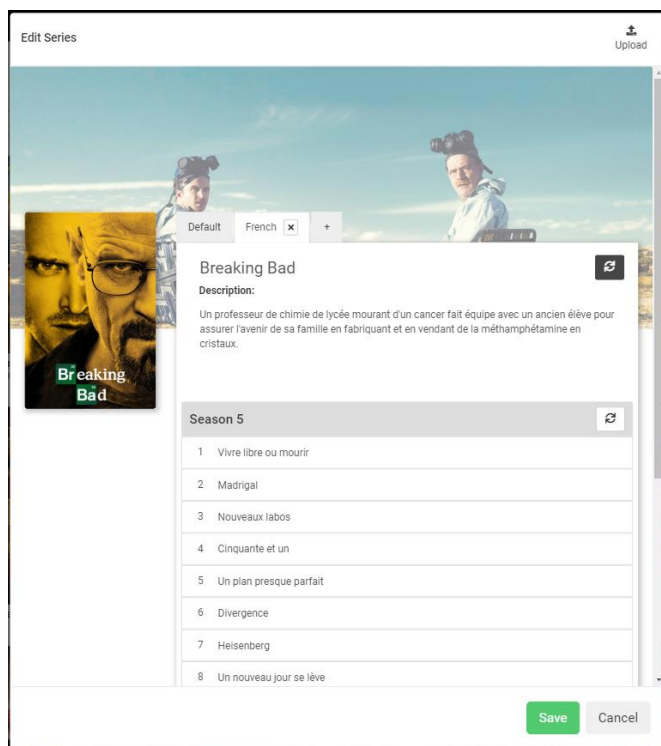 Edit Series
Upload
Default French × +
Breaking Bad
Description:
Un professeur de chimie de lycée mourant d'un cancer fait équipe avec un ancien élève pour
assurer l'avenir de sa famille en fabriquant et en vendant de la méthamphétamine en
cristaux.
Breaking
Bad
Season 5
1 Vivre libre ou mourir
2 Madrigal
3 Nouveaux labos
4 Cinquante et un
5 Un plan presque parfait
6 Divergence
7 Heisenberg
8 Un nouveau jour se lève
Save Cancel